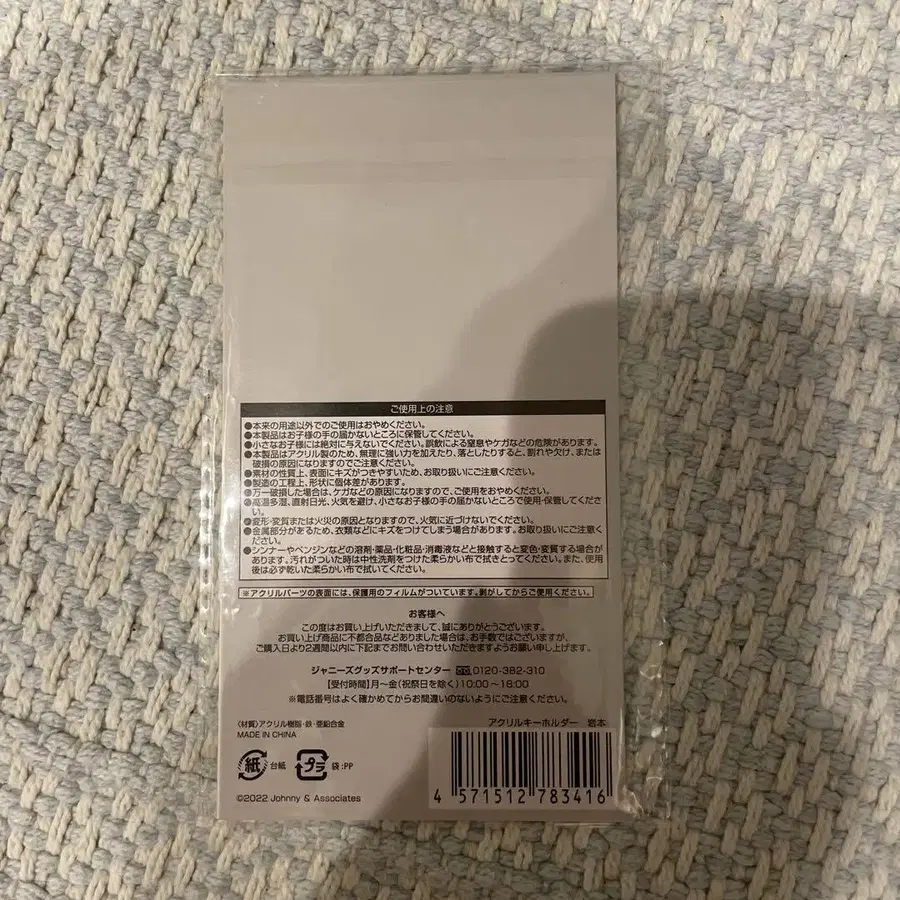 ご使用上の注意
●本来の用途以外でのご使用はおやめください。
●本製品はお子様の手の届かないところに保管してください。
●小さなお子様には絶対に与えないでください。誤飲による窒息やケガなどの危険があります。
●本製品はアクリル製のため、無理に強い力を加えたり、落としたりすると、割れや欠け、または
破損の原因になりますのでご注意ください。
●素材の性質上、表面にキズがつきやすいため、お取り扱いにご注意ください。
●製造の工程上、形状に個体差があります。
●万一破損した場合は、ケガなどの原因になりますので、ご使用をおやめください。
●高温多湿、直射日光、火気を避け、小さなお子様の手の届かないところで使用・保管してくださ
い。
●変形・変質または火災の原因となりますので、火気に近づけないでください。
●金属部分があるため、衣類などにキズをつけてしまう場合があります。お取り扱いにご注意く
ださい。
●シンナーやベンジンなどの溶剤・薬品・化粧品・消毒液などと接触すると変色・変質する場合が
あります。汚れがついた時は中性洗剤をつけた柔らかい布で拭きとってください。また、使用
後は必ず乾いた柔らかい布で拭いてください。
※アクリルパーツの表面には、保護用のフィルムがついています。剥がしてからご使用ください。
お客様へ
この度はお買い上げいただきまして、誠にありがとうございます。
お買い上げ商品に不都合品などありました場合は、お手数ではございますが、
ご購入日より2週間以内に下記までお問い合わせいただきますようお願い申し上げます。
ジャニーズグッズサポートセンター 0120-382-310
【受付時間】月〜金(祝祭日を除く)10:00〜18:00
※電話番号はよく確かめてからお間違いのないようにご注意ください。
〈材質〉アクリル樹脂・鉄・亜鉛合金
MADE IN CHINA
アクリルキーホルダー 岩本
紙 台紙 プラ 袋:PP
4 571512 783416
©2022 Johnny & Associates